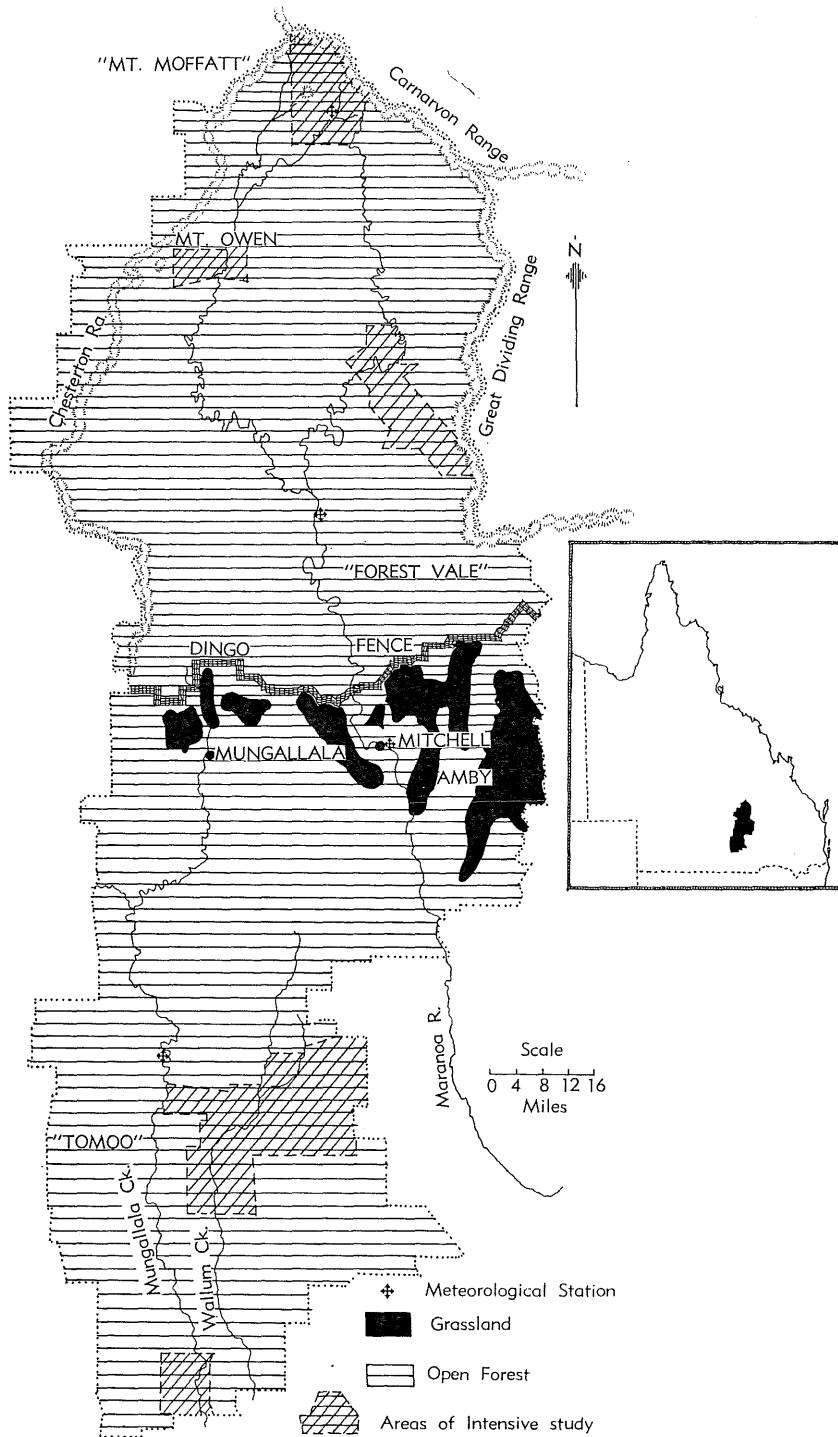 "MT. MOFFATT"
Carnarvon Range
MT. OWEN
N
Chesterton Ra.
Great Dividing Range
"FOREST VALE"
DINGO FENCE
MUNGALLALA
MITCHELL
AMBY
Maranoa R.
Scale
0 4 8 12 16
Miles
"TOMOO"
Mungallala Ck.
Wallum Ck.
Meteorological Station
Grassland
Open Forest
Areas of Intensive study